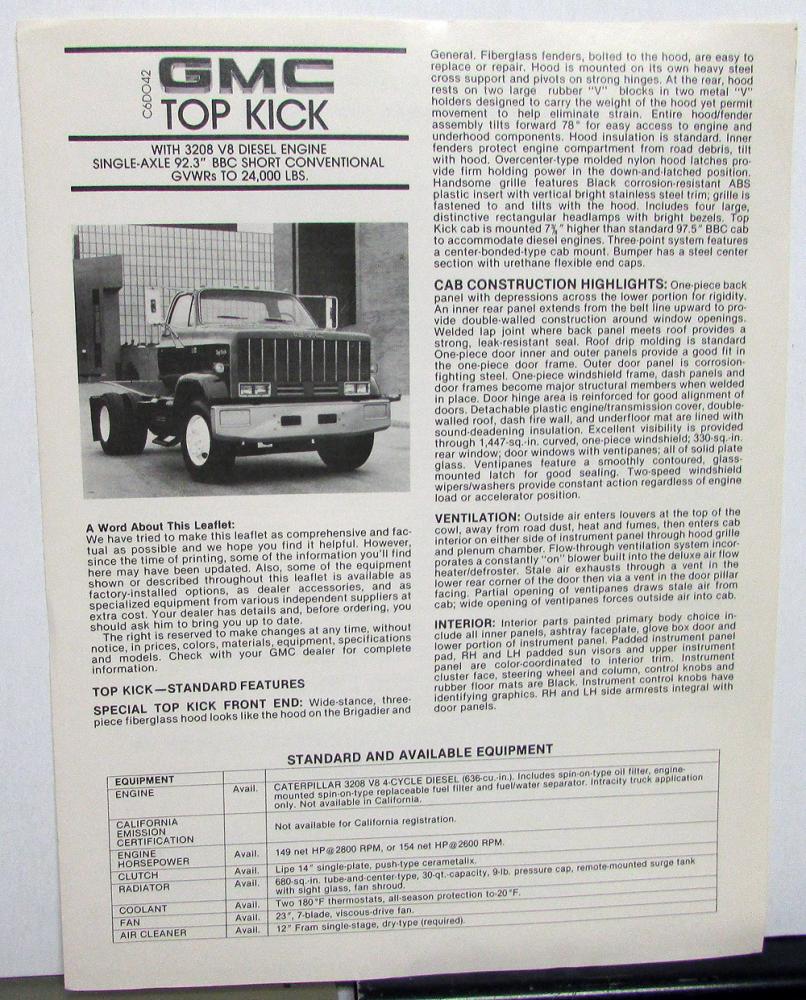 C6DO42
GMC
TOP KICK
WITH 3208 V8 DIESEL ENGINE
SINGLE-AXLE 92.3" BBC SHORT CONVENTIONAL
GVWRs TO 24,000 LBS.
A Word About This Leaflet:
We have tried to make this leaflet as comprehensive and fac-
tual as possible and we hope you find it helpful. However,
since the time of printing, some of the information you'll find
here may have been updated. Also, some of the equipment
shown or described throughout this leaflet is available as
factory-installed options, as dealer accessories, and as
specialized equipment from various independent suppliers at
extra cost. Your dealer has details and, before ordering, you
should ask him to bring you up to date.
The right is reserved to make changes at any time, without
notice, in prices, colors, materials, equipment, specifications
and models. Check with your GMC dealer for complete
information.
TOP KICK—STANDARD FEATURES
SPECIAL TOP KICK FRONT END: Wide-stance, three-
piece fiberglass hood looks like the hood on the Brigadier and
General. Fiberglass fenders, bolted to the hood, are easy to
replace or repair. Hood is mounted on its own heavy steel
cross support and pivots on strong hinges. At the rear, hood
rests on two large rubber "V" blocks in two metal "V"
holders designed to carry the weight of the hood yet permit
movement to help eliminate strain. Entire hood/fender
assembly tilts forward 78° for easy access to engine and
underhood components. Hood insulation is standard. Inner
fenders protect engine compartment from road debris, tilt
with hood. Overcenter-type molded nylon hood latches pro-
vide firm holding power in the down-and-latched position.
Handsome grille features Black corrosion-resistant ABS
plastic insert with vertical bright stainless steel trim; grille is
fastened to and tilts with the hood. Includes four large,
distinctive rectangular headlamps with bright bezels. Top
Kick cab is mounted higher than standard 97.5" BBC cab
to accommodate diesel engines. Three-point system features
a center-bonded-type cab mount. Bumper has a steel center
section with urethane flexible end caps.
CAB CONSTRUCTION HIGHLIGHTS: One-piece back
panel with depressions across the lower portion for rigidity.
An inner rear panel extends from the belt line upward to pro-
vide double-walled construction around window openings.
Welded lap joint where back panel meets roof provides a
strong, leak-resistant seal. Roof drip molding is standard
One-piece door inner and outer panels provide a good fit in
the one-piece door frame. Outer door panel is corrosion-
fighting steel. One-piece windshield frame, dash panels and
door frames become major structural members when welded
in place. Door hinge area is reinforced for good alignment of
doors. Detachable plastic engine/transmission cover, double-
walled roof, dash fire wall, and underfloor mat are lined with
sound-deadening insulation. Excellent visibility is provided
through 1,447-sq.-in. curved, one-piece windshield; 330-sq.-in.
rear window; door windows with ventipanes; all of solid plate
glass. Ventipanes feature a smoothly contoured, glass-
mounted latch for good sealing. Two-speed windshield
wipers/washers provide constant action regardless of engine
load or accelerator position.
VENTILATION: Outside air enters louvers at the top of the
cowl, away from road dust, heat and fumes, then enters cab
interior on either side of instrument panel through hood grille
and plenum chamber. Flow-through ventilation system incor-
porates a constantly "on" blower built into the deluxe air flow
heater/defroster. Stale air exhausts through a vent in the
lower rear corner of the door then via a vent in the door pillar
facing. Partial opening of ventipanes draws stale air from
cab; wide opening of ventipanes forces outside air into cab.
INTERIOR: Interior parts painted primary body choice in-
clude all inner panels, ashtray faceplate, glove box door and
lower portion of instrument panel. Padded instrument panel
pad, RH and LH padded sun visors and upper instrument
panel are color-coordinated to interior trim. Instrument
cluster face, steering wheel and column, control knobs and
rubber floor mats are Black. Instrument control knobs have
identifying graphics. RH and LH side armrests integral with
door panels.
STANDARD AND AVAILABLE EQUIPMENT
EQUIPMENT
ENGINE Avail. CATERPILLAR 3208 V8 4-CYCLE DIESEL (636-cu.-in.). Includes spin-on-type oil filter, engine-
mounted spin-on-type replaceable fuel filter and fuel/water separator. Intracity truck application
only. Not available in California.
CALIFORNIA
EMISSION
CERTIFICATION
Not available for California registration.
ENGINE
HORSEPOWER Avail. 149 net HP@2800 RPM, or 154 net HP@2600 RPM.
CLUTCH Avail. Lipe 14" single-plate, push-type cerametalix.
RADIATOR Avail. 680-sq.-in. tube-and-center-type, 30-qt.-capacity, 9-lb. pressure cap, remote-mounted surge tank
with sight glass, fan shroud.
COOLANT Avail. Two 180°F thermostats, all-season protection to-20°F.
FAN Avail. 23", 7-blade, viscous-drive fan.
AIR CLEANER Avail. 12" Fram single-stage, dry-type (required).